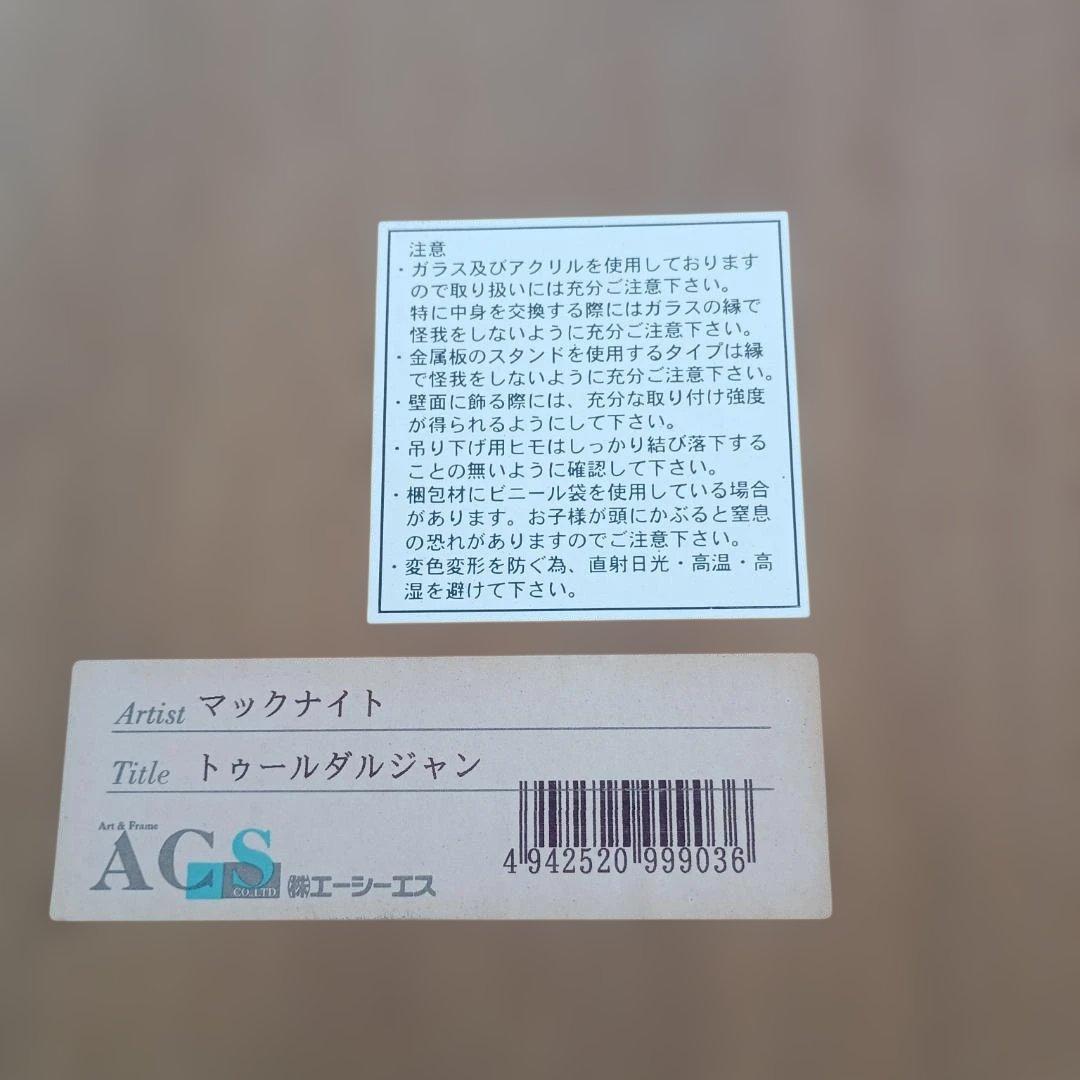 注意
・ガラス及びアクリルを使用しております
ので取り扱いには充分ご注意下さい。
特に中身を交換する際にはガラスの縁で
怪我をしないように充分ご注意下さい。
・金属板のスタンドを使用するタイプは縁
で怪我をしないように充分ご注意下さい。
・壁面に飾る際には、充分な取り付け強度
が得られるようにして下さい。
・吊り下げ用ヒモはしっかり結び落下する
ことの無いように確認して下さい。
・梱包材にビニール袋を使用している場合
があります。お子様が頭にかぶると窒息
の恐れがありますのでご注意下さい。
・変色変形を防ぐ為、直射日光・高温・高
湿を避けて下さい。
Artist マックナイト
Title トゥールダルジャン
Art & Frame
ACS
CO.,LTD.
㈱エーシーエス
4 942520 999036